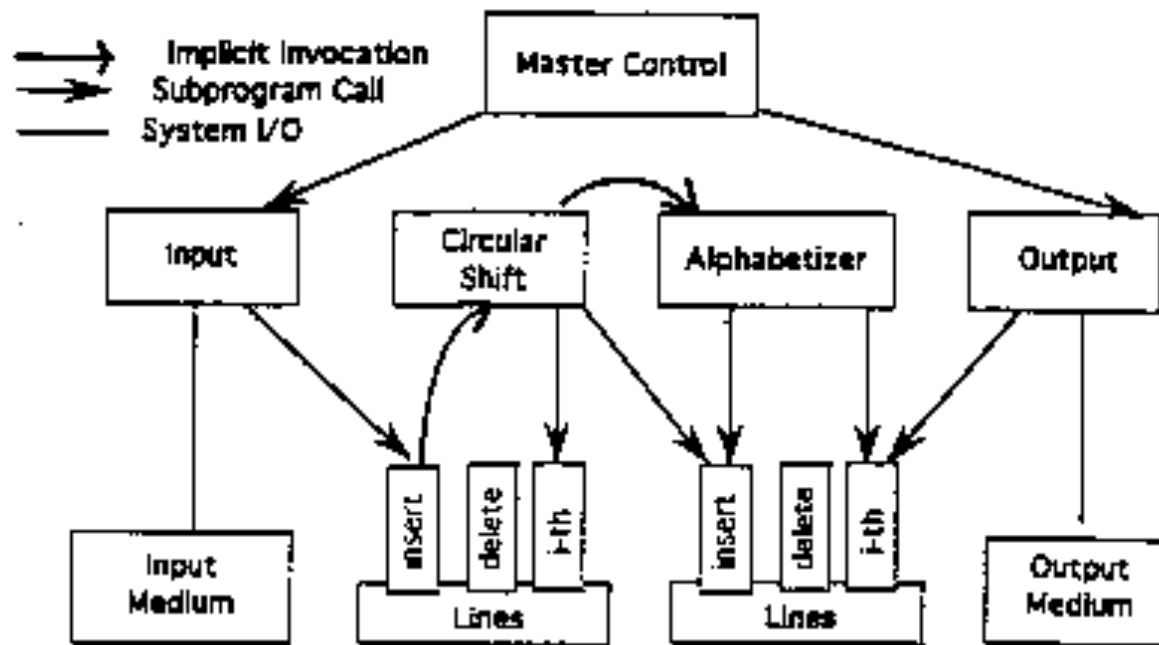 Implicit Invocation
Subprogram Call
System I/O
Master Control
Input
Circular
Shift
Alphabetizer
Output
insert
delete
i-th
insert
delete
i-th
Input
Medium
Lines
Lines
Output
Medium